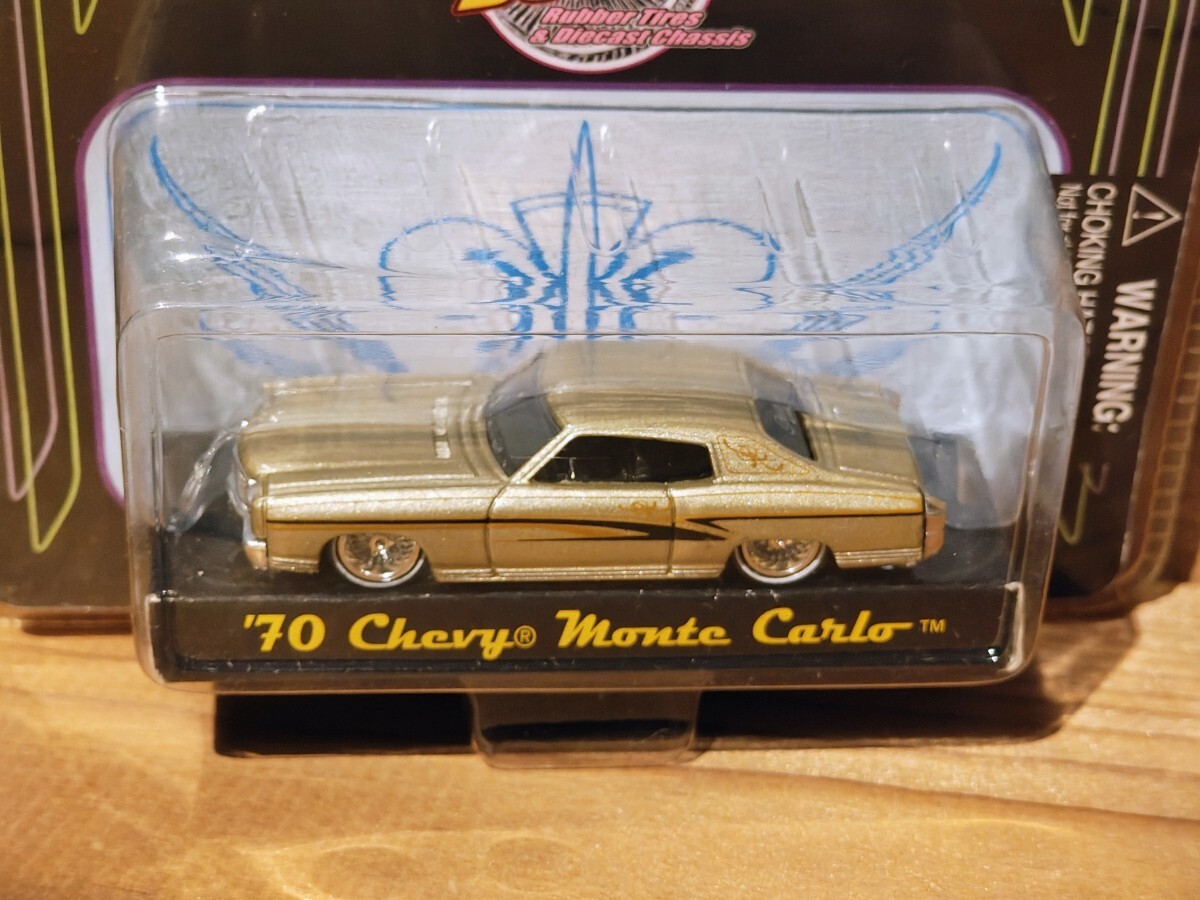 Rubber Tires
& Diecast Chassis
WARNING:
CHOKING
'70 Chevy® Monte Carlo™